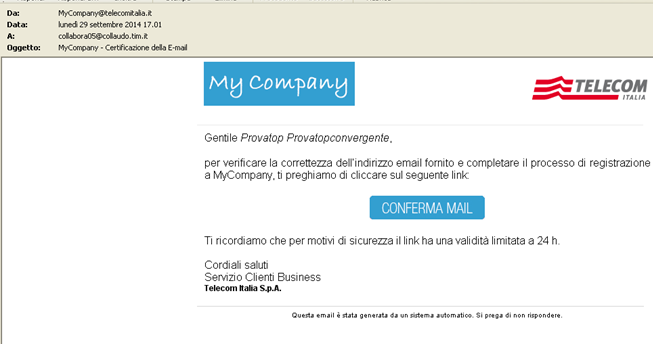 Da: MyCompany@telecomitalia.it
Data: lunedì 29 settembre 2014 17.01
A: collabora05@collaudo.tim.it
Oggetto: MyCompany - Certificazione della E-mail
My Company
TELECOM
ITALIA
Gentile Provatop Provatopconvergente,
per verificare la correttezza dell'indirizzo email fornito e completare il processo di registrazione
a MyCompany, ti preghiamo di cliccare sul seguente link:
CONFERMA MAIL
Ti ricordiamo che per motivi di sicurezza il link ha una validità limitata a 24 h.
Cordiali saluti
Servizio Clienti Business
Telecom Italia S.p.A.
Questa email è stata generata da un sistema automatico. Si prega di non rispondere.